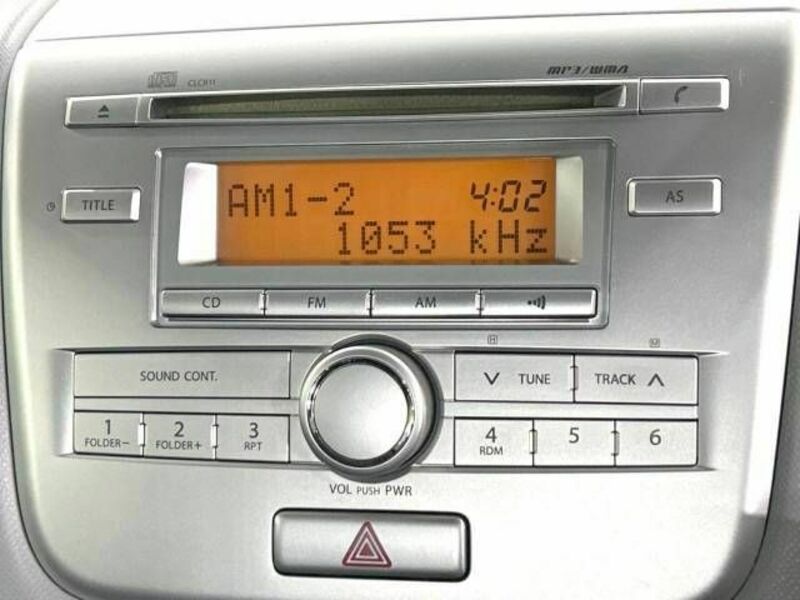 MP3/WMA
TITLE
AM1-2 4:02
1053 kHz
AS
CD FM AM
SOUND CONT.
TUNE TRACK
1 2 3
FOLDER− FOLDER+ RPT
4 5 6
RDM
VOL PUSH PWR
H
M